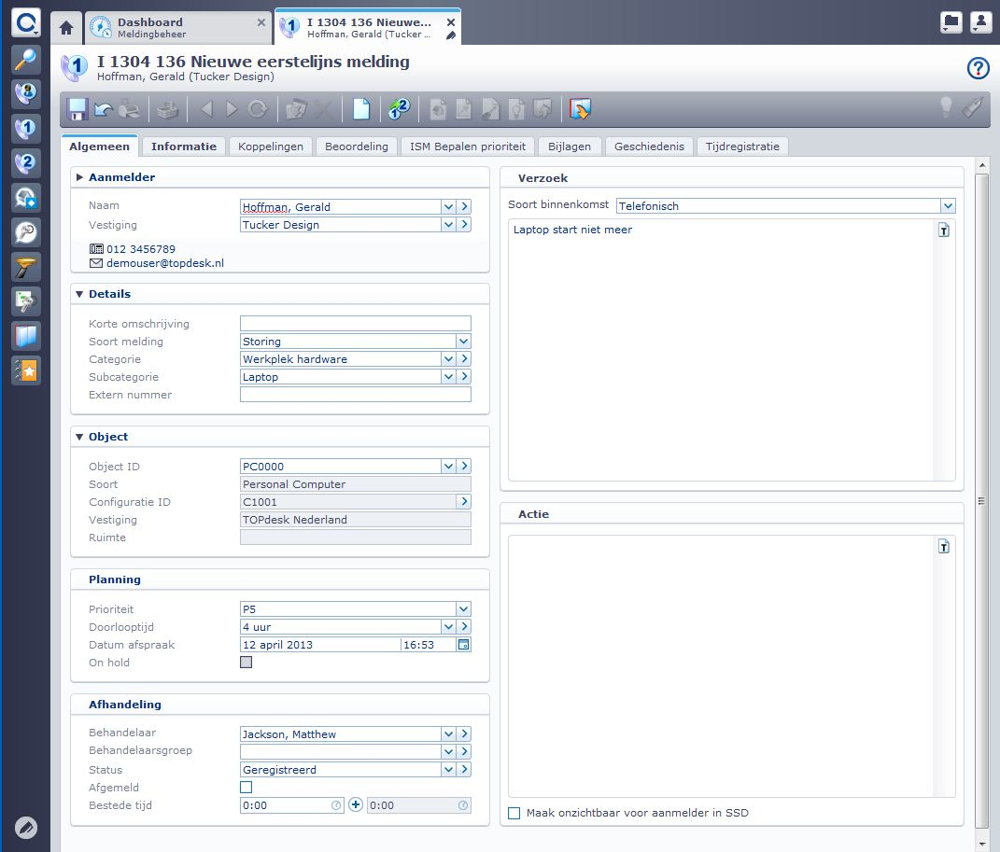 Dashboard
Meldingbeheer
I 1304 136 Nieuwe...
Hoffman, Gerald (Tucker ...
I 1304 136 Nieuwe eerstelijns melding
Hoffman, Gerald (Tucker Design)
Algemeen Informatie Koppelingen Beoordeling ISM Bepalen prioriteit Bijlagen Geschiedenis Tijdregistratie
Aanmelder
Naam Hoffman, Gerald
Vestiging Tucker Design
012 3456789
demouser@topdesk.nl
Details
Korte omschrijving
Soort melding Storing
Categorie Werkplek hardware
Subcategorie Laptop
Extern nummer
Object
Object ID PC0000
Soort Personal Computer
Configuratie ID C1001
Vestiging TOPdesk Nederland
Ruimte
Planning
Prioriteit P5
Doorlooptijd 4 uur
Datum afspraak 12 april 2013 16:53
On hold
Afhandeling
Behandelaar Jackson, Matthew
Behandelaarsgroep
Status Geregistreerd
Afgemeld
Bestede tijd 0:00 0:00
Verzoek
Soort binnenkomst Telefonisch
Laptop start niet meer
Actie
Maak onzichtbaar voor aanmelder in SSD